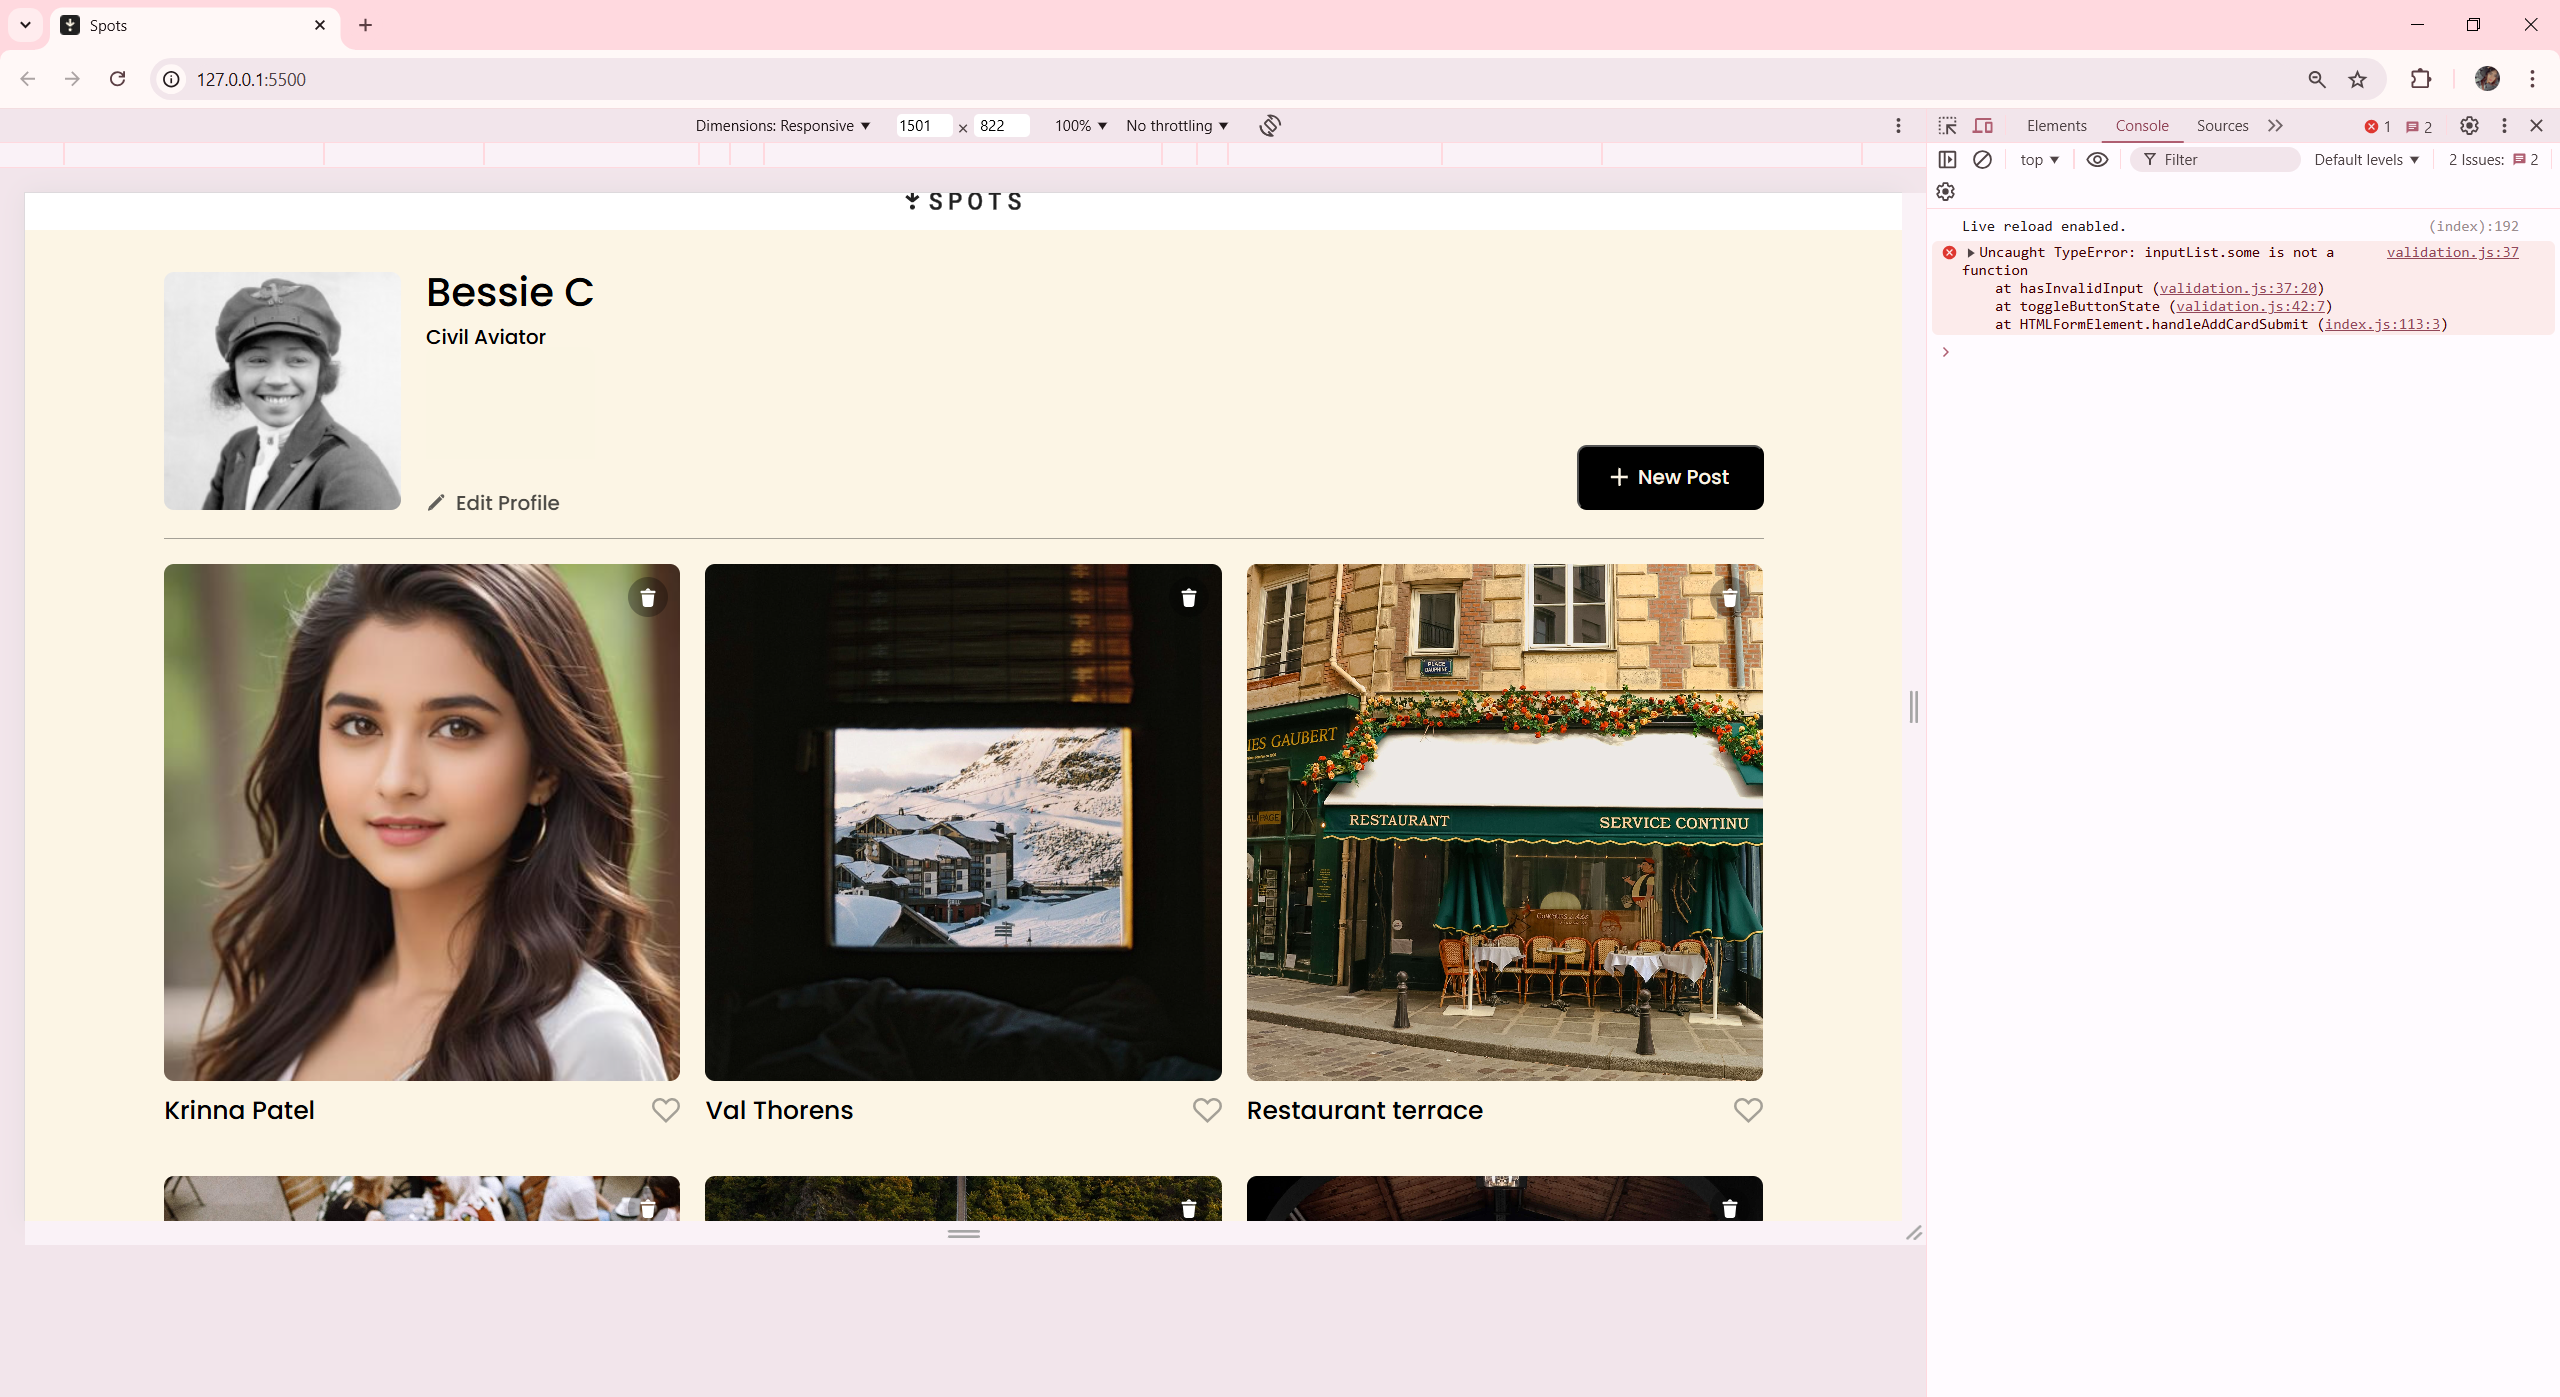 Spots
127.0.0.1:5500
Dimensions: Responsive 1501 × 822 100% No throttling
Elements Console Sources 1 2
top Filter Default levels 2 Issues: 2
SPOTS
Live reload enabled. (index):192
Uncaught TypeError: inputList.some is not a validation.js:37
function
at hasInvalidInput (validation.js:37:20)
at toggleButtonState (validation.js:42:7)
at HTMLFormElement.handleAddCardSubmit (index.js:113:3)
Bessie C
Civil Aviator
Edit Profile
New Post
PLACE
DAUPHINE
IES GAUBERT
RESTAURANT SERVICE CONTINU
Krinna Patel
Val Thorens
Restaurant terrace